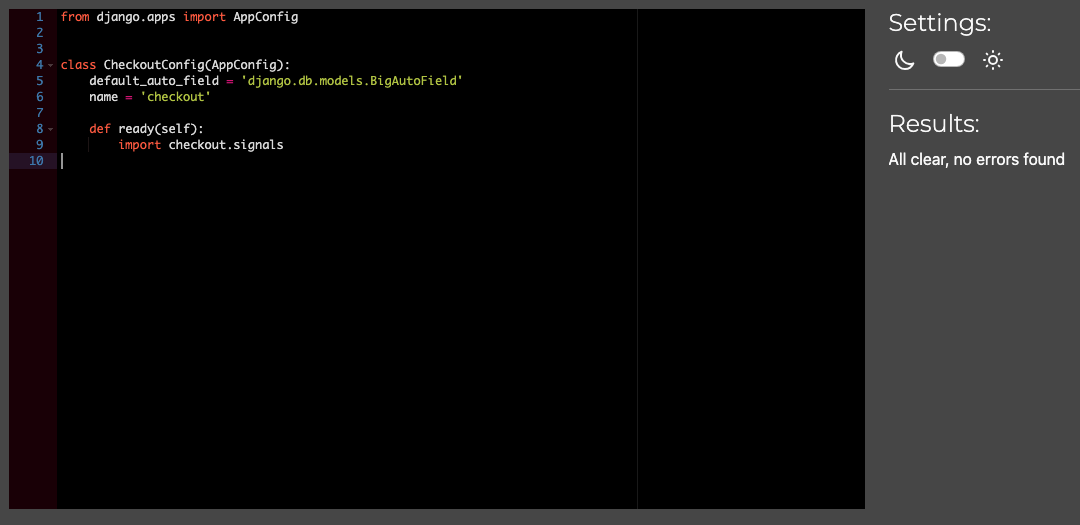 1 from django.apps import AppConfig
2
3
4 class CheckoutConfig(AppConfig):
5     default_auto_field = 'django.db.models.BigAutoField'
6     name = 'checkout'
7
8     def ready(self):
9         import checkout.signals
10
Settings:
Results:
All clear, no errors found